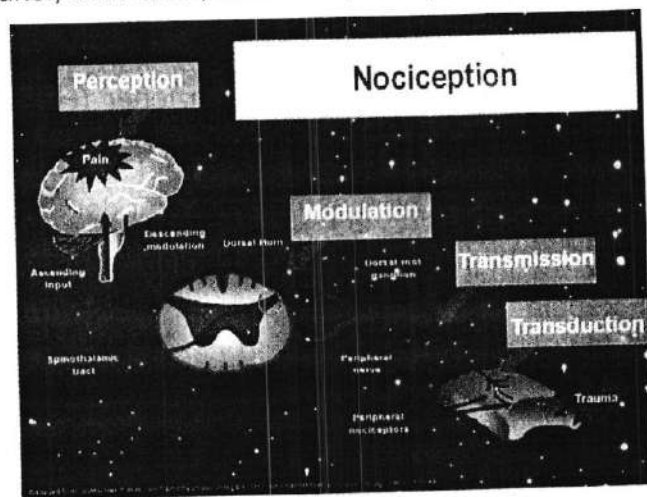 Nociception
Perception
Pain
Modulation
Descending
modulation
Dorsal Horn
Dorsal root
ganglion
Transmission
Ascending
input
Transduction
Spinothalamic
tract
Peripheral
nerve
Trauma
Peripheral
nociceptors